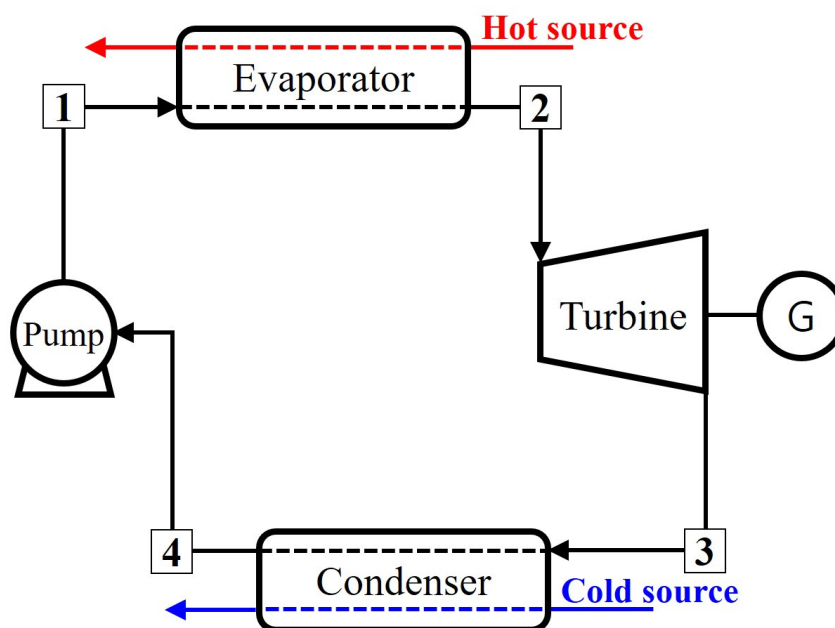 Hot source
Evaporator
1
2
Turbine
G
Pump
4
3
Condenser
Cold source